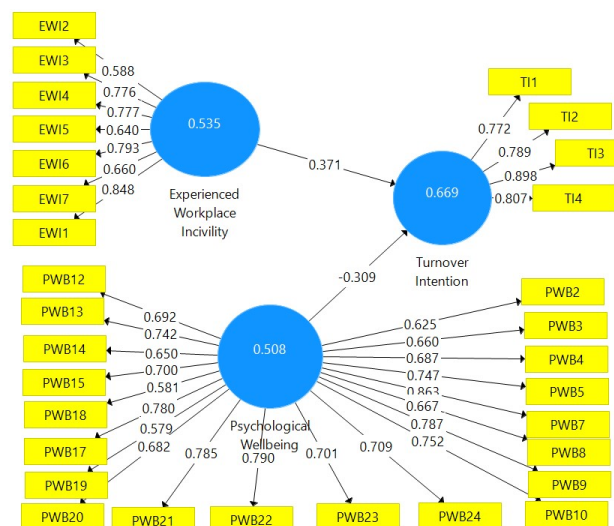 EWI2
EWI3
EWI4
EWI5
EWI6
EWI7
EWI1
0.588
0.776
0.777
0.640
0.793
0.660
0.848
0.535
Experienced
Workplace
Incivility
0.371
TI1
TI2
TI3
TI4
0.772
0.789
0.898
0.807
0.669
Turnover
Intention
-0.309
PWB12
PWB13
PWB14
PWB15
PWB18
PWB17
PWB19
PWB20
0.692
0.742
0.650
0.700
0.581
0.780
0.579
0.682
0.508
Psychological
Wellbeing
0.625
0.660
0.687
0.747
0.863
0.667
0.787
0.752
PWB2
PWB3
PWB4
PWB5
PWB7
PWB8
PWB9
PWB10
0.785
0.790
0.701
0.709
PWB21
PWB22
PWB23
PWB24